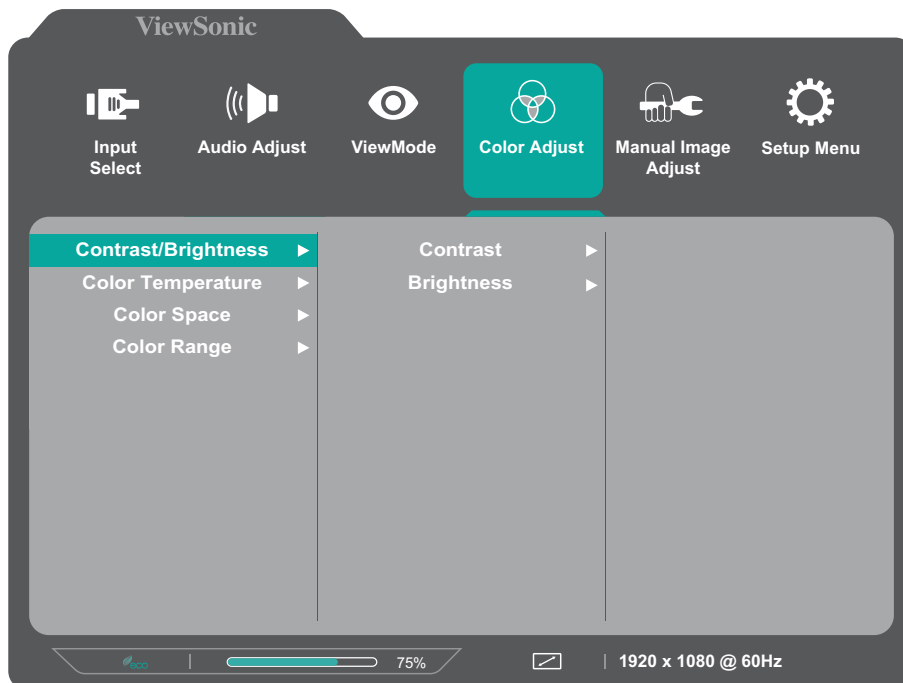 ViewSonic
Input
Select
Audio Adjust
ViewMode
Color Adjust
Manual Image
Adjust
Setup Menu
Contrast/Brightness
Color Temperature
Color Space
Color Range
Contrast
Brightness
eco
75%
1920 x 1080 @ 60Hz